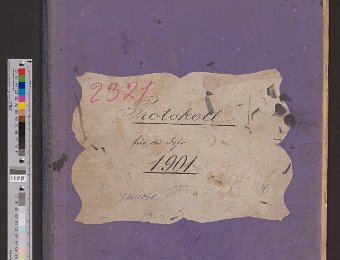 2321
Protokoll
für das Jahr
1901